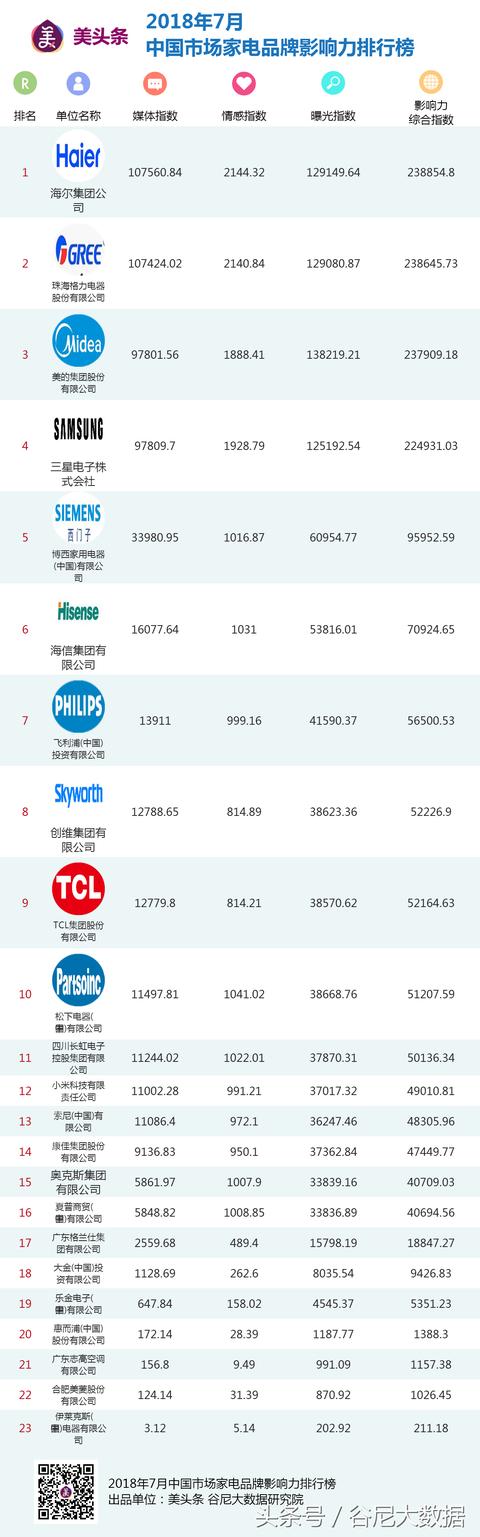 美头条
2018年7月
中国市场家电品牌影响力排行榜
R
排名 单位名称 媒体指数 情感指数 曝光指数 影响力
综合指数
Haier
1 107560.84 2144.32 129149.64 238854.8
海尔集团公
司
GREE
2 107424.02 2140.84 129080.87 238645.73
珠海格力电器
股份有限公司
Midea
3 97801.56 1888.41 138219.21 237909.18
美的集团股份
有限公司
SAMSUNG
4 97809.7 1928.79 125192.54 224931.03
三星电子株
式会社
SIEMENS
西门子
5 33980.95 1016.87 60954.77 95952.59
博西家用电器
(中国)有限公
司
Hisense
6 16077.64 1031 53816.01 70924.65
海信集团有
限公司
PHILIPS
7 13911 999.16 41590.37 56500.53
飞利浦(中国)
投资有限公司
Skyworth
8 12788.65 814.89 38623.36 52226.9
创维集团有
限公司
TCL
9 12779.8 814.21 38570.62 52164.63
TCL集团股份
有限公司
10 11497.81 1041.02 38668.76 51207.59
松下电器(
)有限公司
四川长虹电子
11 控股集团有限 11244.02 1022.01 37870.31 50136.34
公司
小米科技有限
12 责任公司 11002.28 991.21 37017.32 49010.81
索尼(中国)有
13 限公司 11086.4 972.1 36247.46 48305.96
康佳集团股份
14 有限公司 9136.83 950.1 37362.84 47449.77
奥克斯集团
15 有限公司 5861.97 1007.9 33839.16 40709.03
夏普商贸(
16 )有限公司 5848.82 1008.85 33836.89 40694.56
广东格兰仕集
17 团有限公司 2559.68 489.4 15798.19 18847.27
大金(中国)投
18 资有限公司 1128.69 262.6 8035.54 9426.83
乐金电子(
19 )有限公司 647.84 158.02 4545.37 5351.23
惠而浦(中国)
20 股份有限公司 172.14 28.39 1187.77 1388.3
广东志高空调
21 有限公司 156.8 9.49 991.09 1157.38
合肥美菱股份
22 有限公司 124.14 31.39 870.92 1026.45
伊莱克斯(
23 )电器有限公 3.12 5.14 202.92 211.18
司
2018年7月中国市场家电品牌影响力排行榜
出品单位：美头条 谷尼大数据研究院
头条号／谷尼大数据